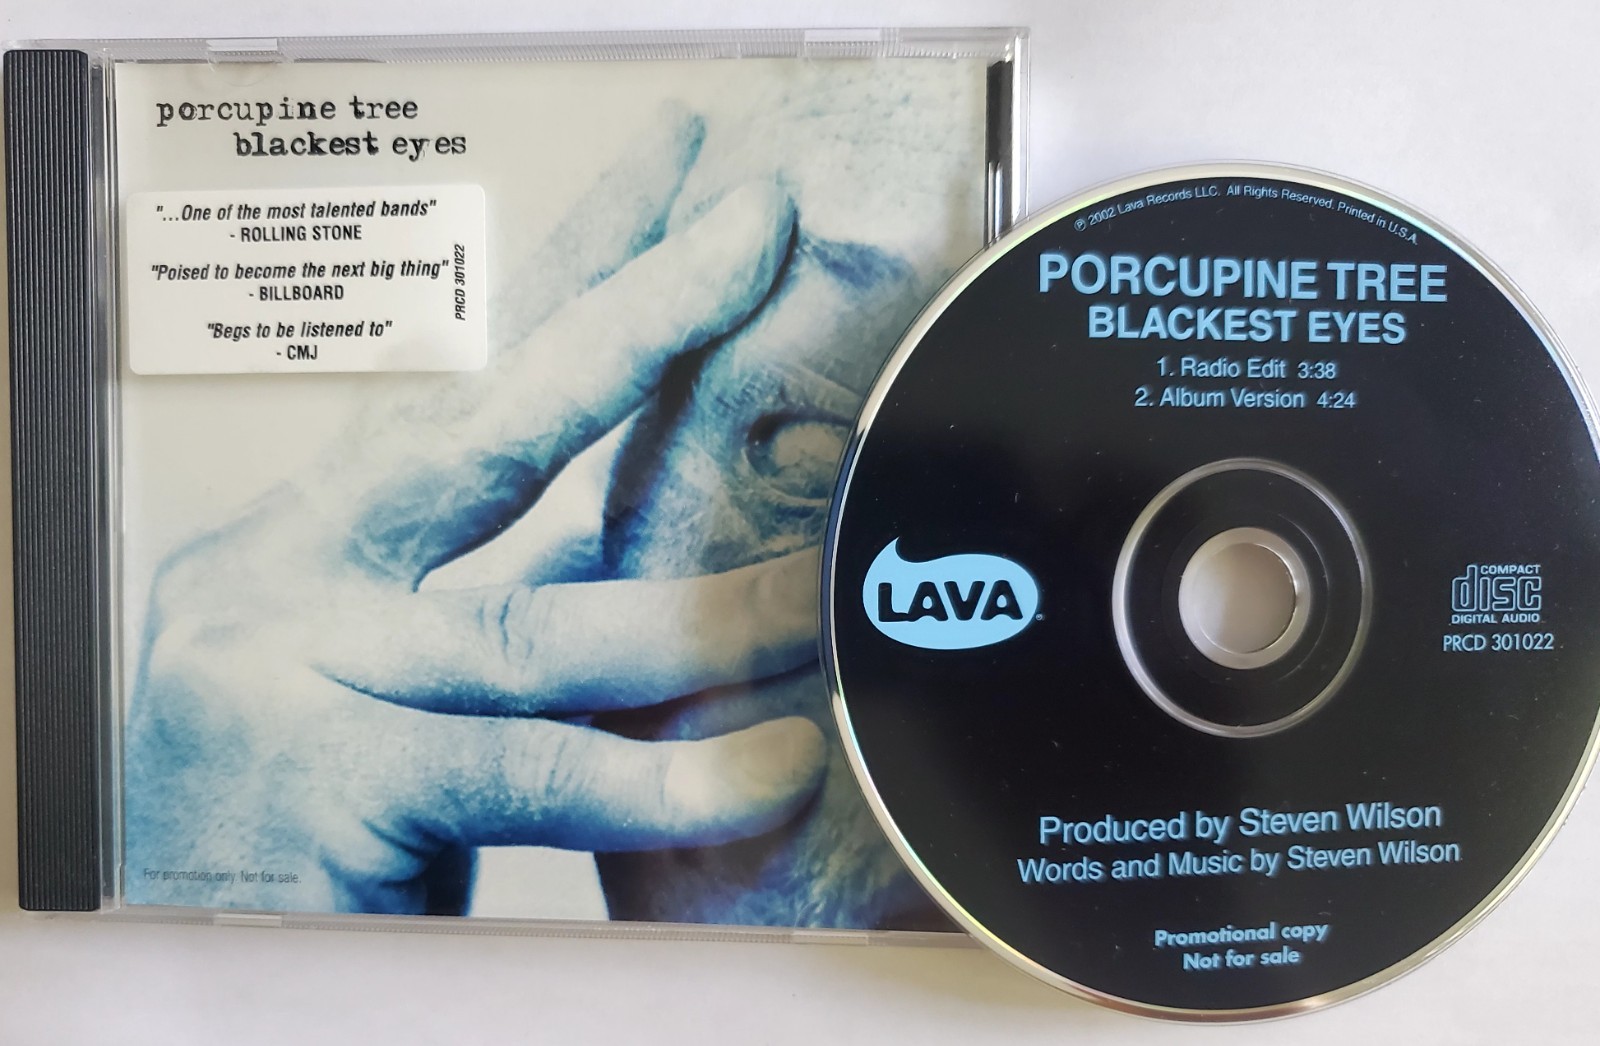 porcupine tree
blackest eyes
"...One of the most talented bands"
- ROLLING STONE
"Poised to become the next big thing"
- BILLBOARD
"Begs to be listened to"
- CMJ
PRCD 301022
For promotion only. Not for sale.
℗ 2002 Lava Records LLC. All Rights Reserved. Printed in U.S.A.
PORCUPINE TREE
BLACKEST EYES
1. Radio Edit 3:38
2. Album Version 4:24
LAVA
COMPACT
disc
DIGITAL AUDIO
PRCD 301022
Produced by Steven Wilson
Words and Music by Steven Wilson
Promotional copy
Not for sale